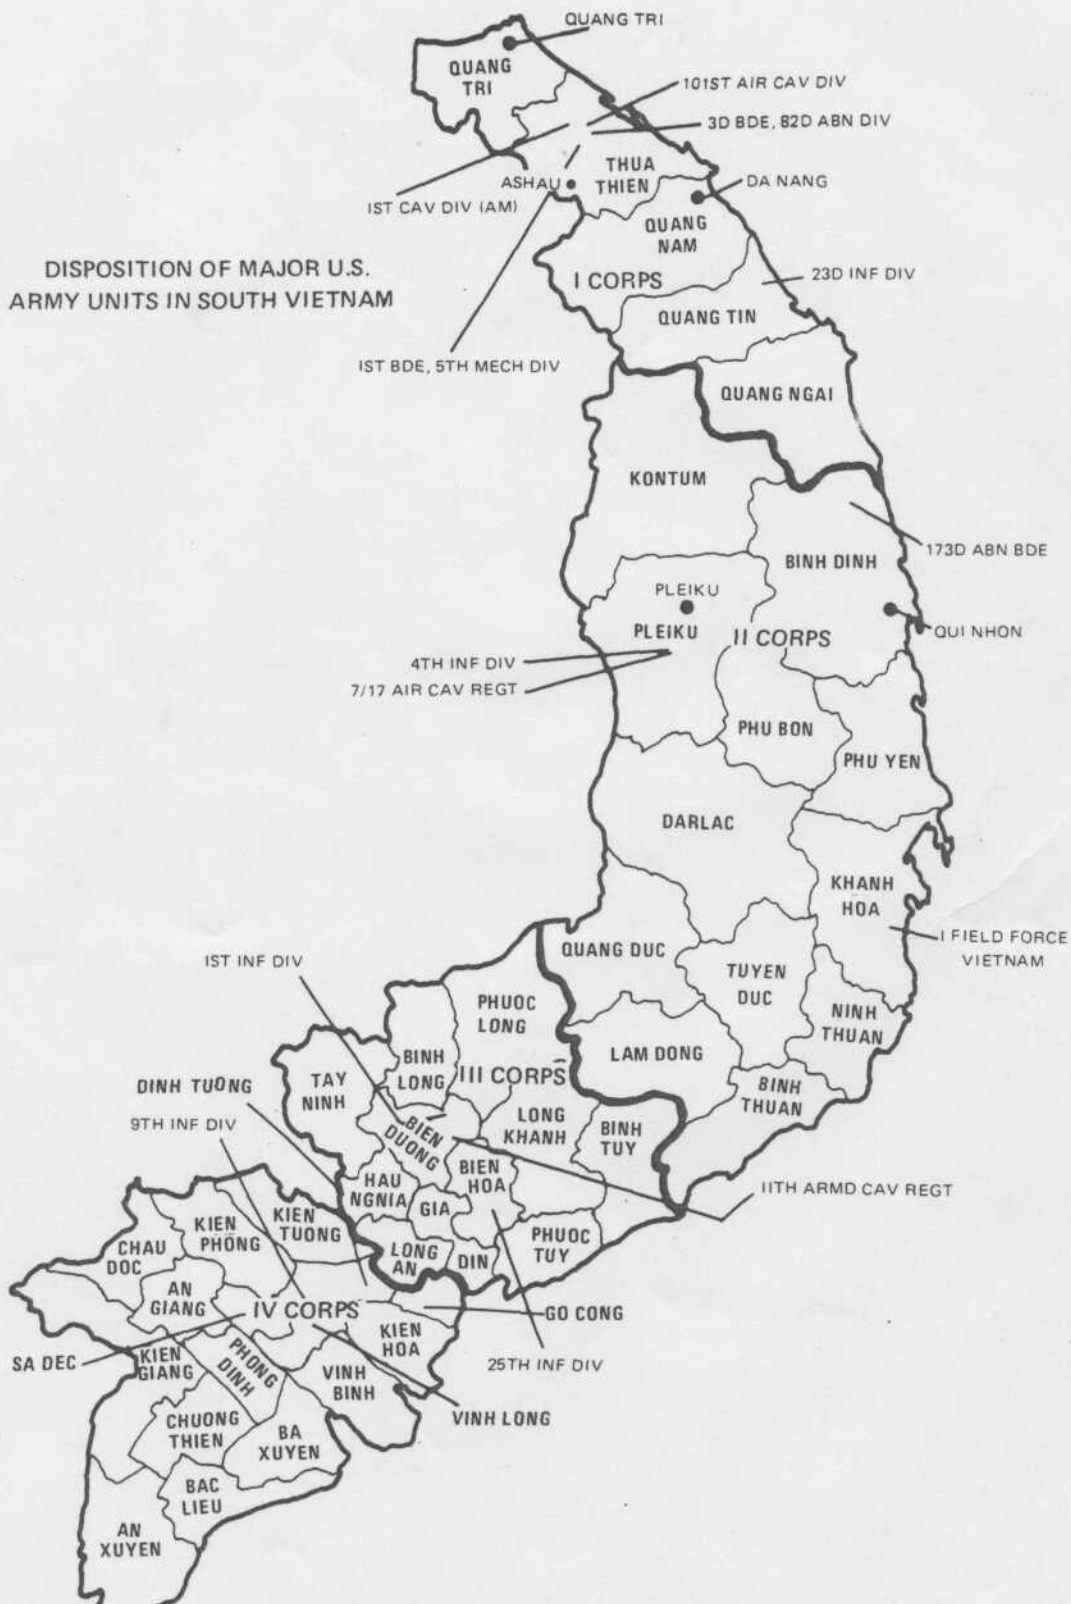 QUANG TRI
QUANG
TRI
101ST AIR CAV DIV
3D BDE, 82D ABN DIV
THUA
THIEN
ASHAU
DA NANG
1ST CAV DIV (AM)
QUANG
NAM
DISPOSITION OF MAJOR U.S.
ARMY UNITS IN SOUTH VIETNAM
I CORPS
23D INF DIV
QUANG TIN
1ST BDE, 5TH MECH DIV
QUANG NGAI
KONTUM
173D ABN BDE
BINH DINH
PLEIKU
PLEIKU
QUI NHON
II CORPS
4TH INF DIV
7/17 AIR CAV REGT
PHU BON
PHU YEN
DARLAC
KHANH
HOA
I FIELD FORCE
VIETNAM
QUANG DUC
1ST INF DIV
TUYEN
DUC
PHUOC
LONG
NINH
THUAN
LAM DONG
BINH
LONG
III CORPS
TAY
NINH
DINH TUONG
BINH
THUAN
LONG
KHANH
BINH
TUY
9TH INF DIV
BIEN
DUONG
BIEN
HOA
HAU
NGNIA
11TH ARMD CAV REGT
GIA
KIEN
TUONG
KIEN
PHONG
CHAU
DOC
PHUOC
TUY
LONG
AN
DIN
AN
GIANG
IV CORPS
GO CONG
KIEN
HOA
SA DEC
KIEN
GIANG
PHONG
DINH
25TH INF DIV
VINH
BINH
VINH LONG
CHUONG
THIEN
BA
XUYEN
BAC
LIEU
AN
XUYEN